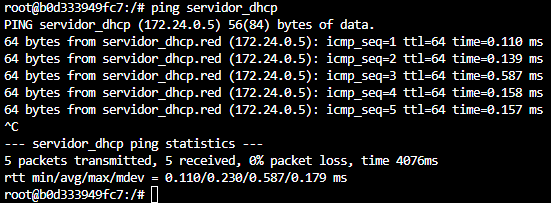 root@b0d333949fc7:/# ping servidor_dhcp
PING servidor_dhcp (172.24.0.5) 56(84) bytes of data.
64 bytes from servidor_dhcp.red (172.24.0.5): icmp_seq=1 ttl=64 time=0.110 ms
64 bytes from servidor_dhcp.red (172.24.0.5): icmp_seq=2 ttl=64 time=0.139 ms
64 bytes from servidor_dhcp.red (172.24.0.5): icmp_seq=3 ttl=64 time=0.587 ms
64 bytes from servidor_dhcp.red (172.24.0.5): icmp_seq=4 ttl=64 time=0.158 ms
64 bytes from servidor_dhcp.red (172.24.0.5): icmp_seq=5 ttl=64 time=0.157 ms
^C
--- servidor_dhcp ping statistics ---
5 packets transmitted, 5 received, 0% packet loss, time 4076ms
rtt min/avg/max/mdev = 0.110/0.230/0.587/0.179 ms
root@b0d333949fc7:/#